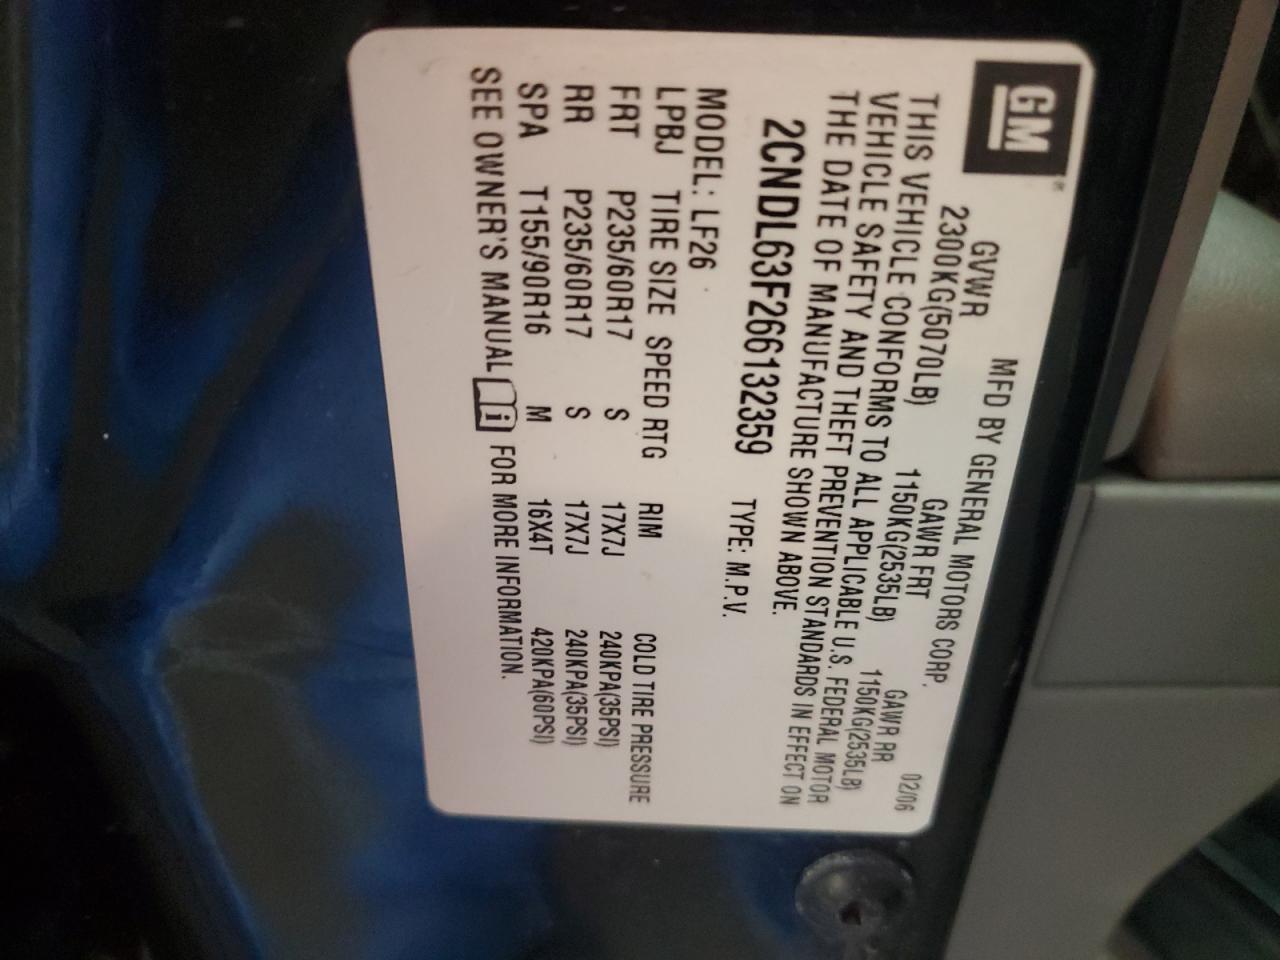 GM®
MFD BY GENERAL MOTORS CORP. 02/06
GVWR GAWR FRT GAWR RR
2300KG(5070LB) 1150KG(2535LB) 1150KG(2535LB)
THIS VEHICLE CONFORMS TO ALL APPLICABLE U.S. FEDERAL MOTOR
VEHICLE SAFETY AND THEFT PREVENTION STANDARDS IN EFFECT ON
THE DATE OF MANUFACTURE SHOWN ABOVE.
2CNDL63F266132359 TYPE: M.P.V.
MODEL: LF26
LPBJ TIRE SIZE SPEED RTG RIM COLD TIRE PRESSURE
FRT P235/60R17 S 17X7J 240KPA(35PSI)
RR P235/60R17 S 17X7J 240KPA(35PSI)
SPA T155/90R16 M 16X4T 420KPA(60PSI)
SEE OWNER'S MANUAL i FOR MORE INFORMATION.